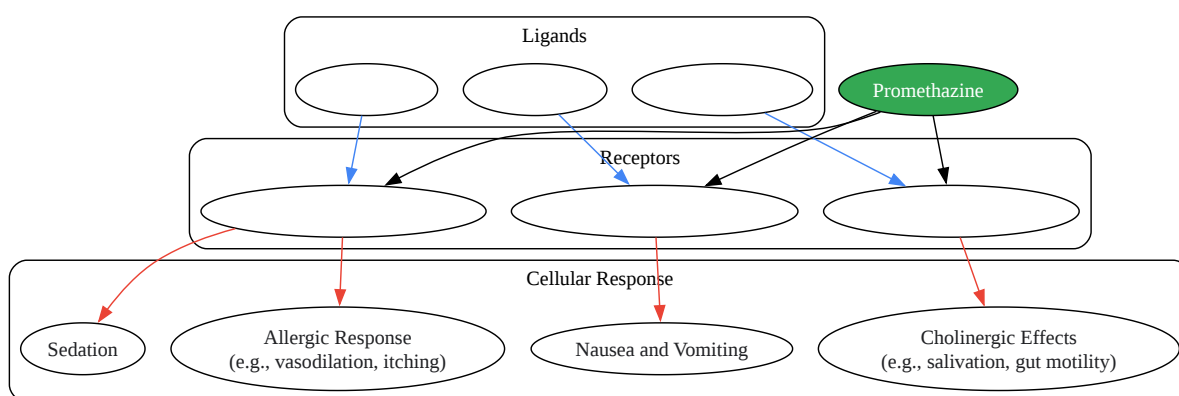 Ligands
Promethazine
Receptors
Cellular Response
Sedation
Allergic Response
(e.g., vasodilation, itching)
Nausea and Vomiting
Cholinergic Effects
(e.g., salivation, gut motility)